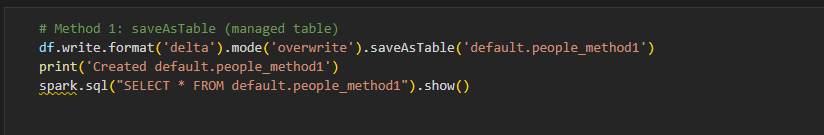 # Method 1: saveAsTable (managed table)
df.write.format('delta').mode('overwrite').saveAsTable('default.people_method1')
print('Created default.people_method1')
spark.sql("SELECT * FROM default.people_method1").show()